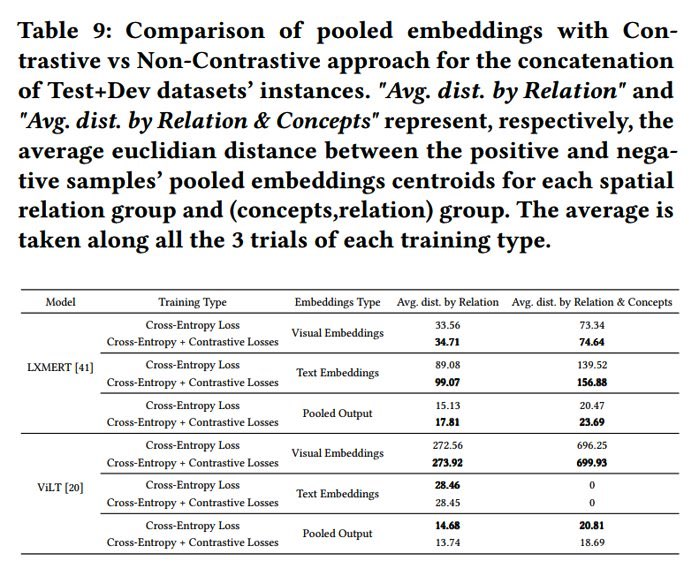 Table 9: Comparison of pooled embeddings with Con-
trastive vs Non-Contrastive approach for the concatenation
of Test+Dev datasets' instances. "Avg. dist. by Relation" and
"Avg. dist. by Relation & Concepts" represent, respectively, the
average euclidian distance between the positive and nega-
tive samples' pooled embeddings centroids for each spatial
relation group and (concepts,relation) group. The average is
taken along all the 3 trials of each training type.
Model Training Type Embeddings Type Avg. dist. by Relation Avg. dist. by Relation & Concepts
Cross-Entropy Loss 33.56 73.34
Visual Embeddings
Cross-Entropy + Contrastive Losses 34.71 74.64
LXMERT [41]
Cross-Entropy Loss 89.08 139.52
Text Embeddings
Cross-Entropy + Contrastive Losses 99.07 156.88
Cross-Entropy Loss 15.13 20.47
Pooled Output
Cross-Entropy + Contrastive Losses 17.81 23.69
Cross-Entropy Loss 272.56 696.25
Visual Embeddings
Cross-Entropy + Contrastive Losses 273.92 699.93
ViLT [20]
Cross-Entropy Loss 28.46 0
Text Embeddings
Cross-Entropy + Contrastive Losses 28.45 0
Cross-Entropy Loss 14.68 20.81
Pooled Output
Cross-Entropy + Contrastive Losses 13.74 18.69